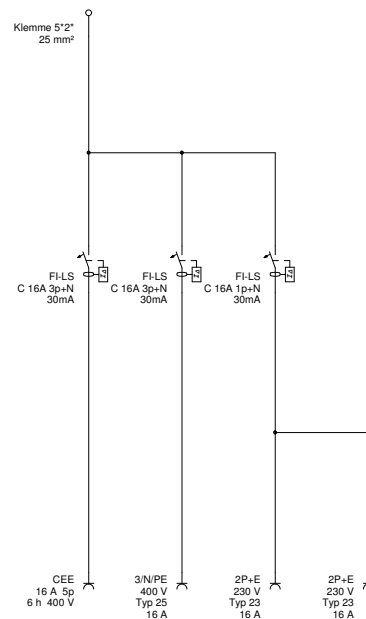 Klemme 5*2*
25 mm²
FI-LS
C 16A 3p+N
30mA
FI-LS
C 16A 3p+N
30mA
FI-LS
C 16A 1p+N
30mA
CEE
16 A 5p
6 h 400 V
3/N/PE
400 V
Typ 25
16 A
2P+E
230 V
Typ 23
16 A
2P+E
230 V
Typ 23
16 A